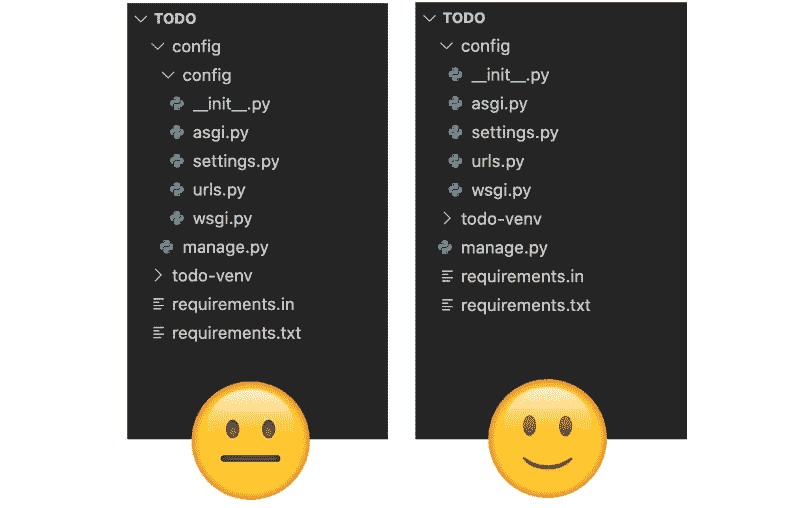 TODO
config
config
__init__.py
asgi.py
settings.py
urls.py
wsgi.py
manage.py
todo-venv
requirements.in
requirements.txt
TODO
config
__init__.py
asgi.py
settings.py
urls.py
wsgi.py
todo-venv
manage.py
requirements.in
requirements.txt